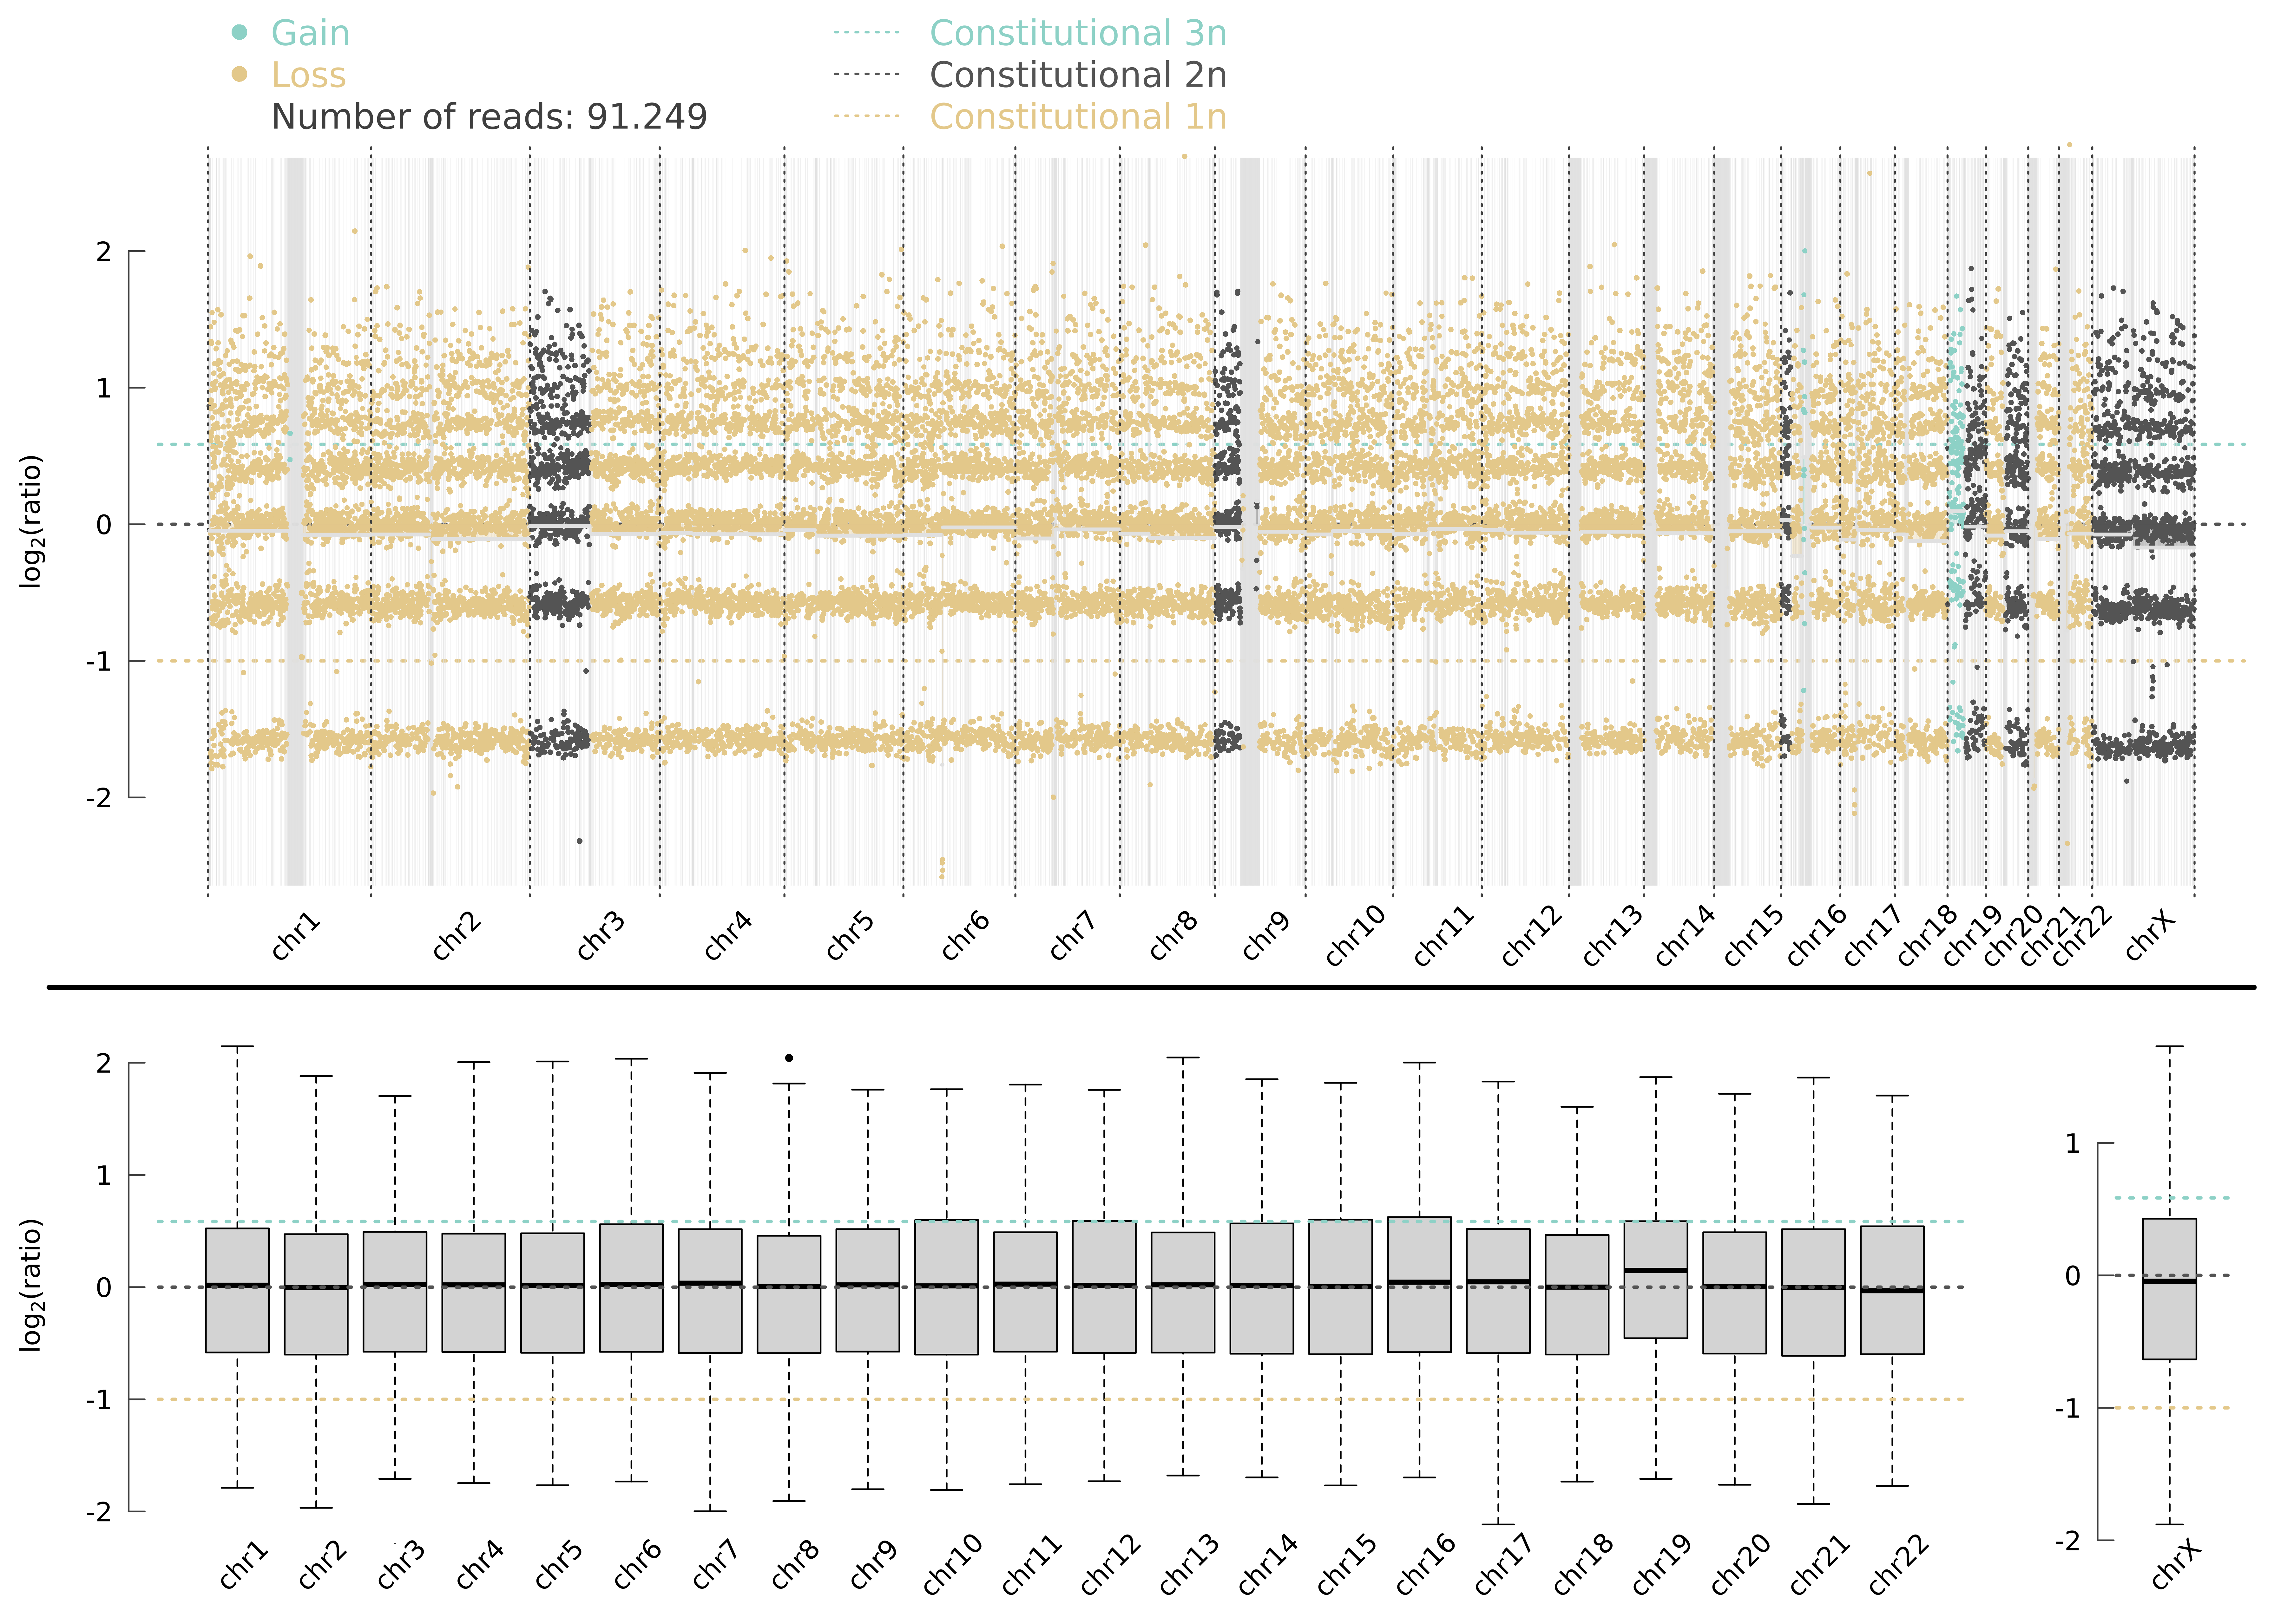 Gain
Loss
Number of reads: 91.249
Constitutional 3n
Constitutional 2n
Constitutional 1n
log2(ratio)
2
1
0
-1
-2
chr1 chr2 chr3 chr4 chr5 chr6 chr7 chr8 chr9 chr10 chr11 chr12 chr13 chr14 chr15 chr16 chr17 chr18 chr19 chr20 chr21 chr22 chrX
log2(ratio)
2
1
0
-1
-2
chr1 chr2 chr3 chr4 chr5 chr6 chr7 chr8 chr9 chr10 chr11 chr12 chr13 chr14 chr15 chr16 chr17 chr18 chr19 chr20 chr21 chr22
1
0
-1
-2
chrX